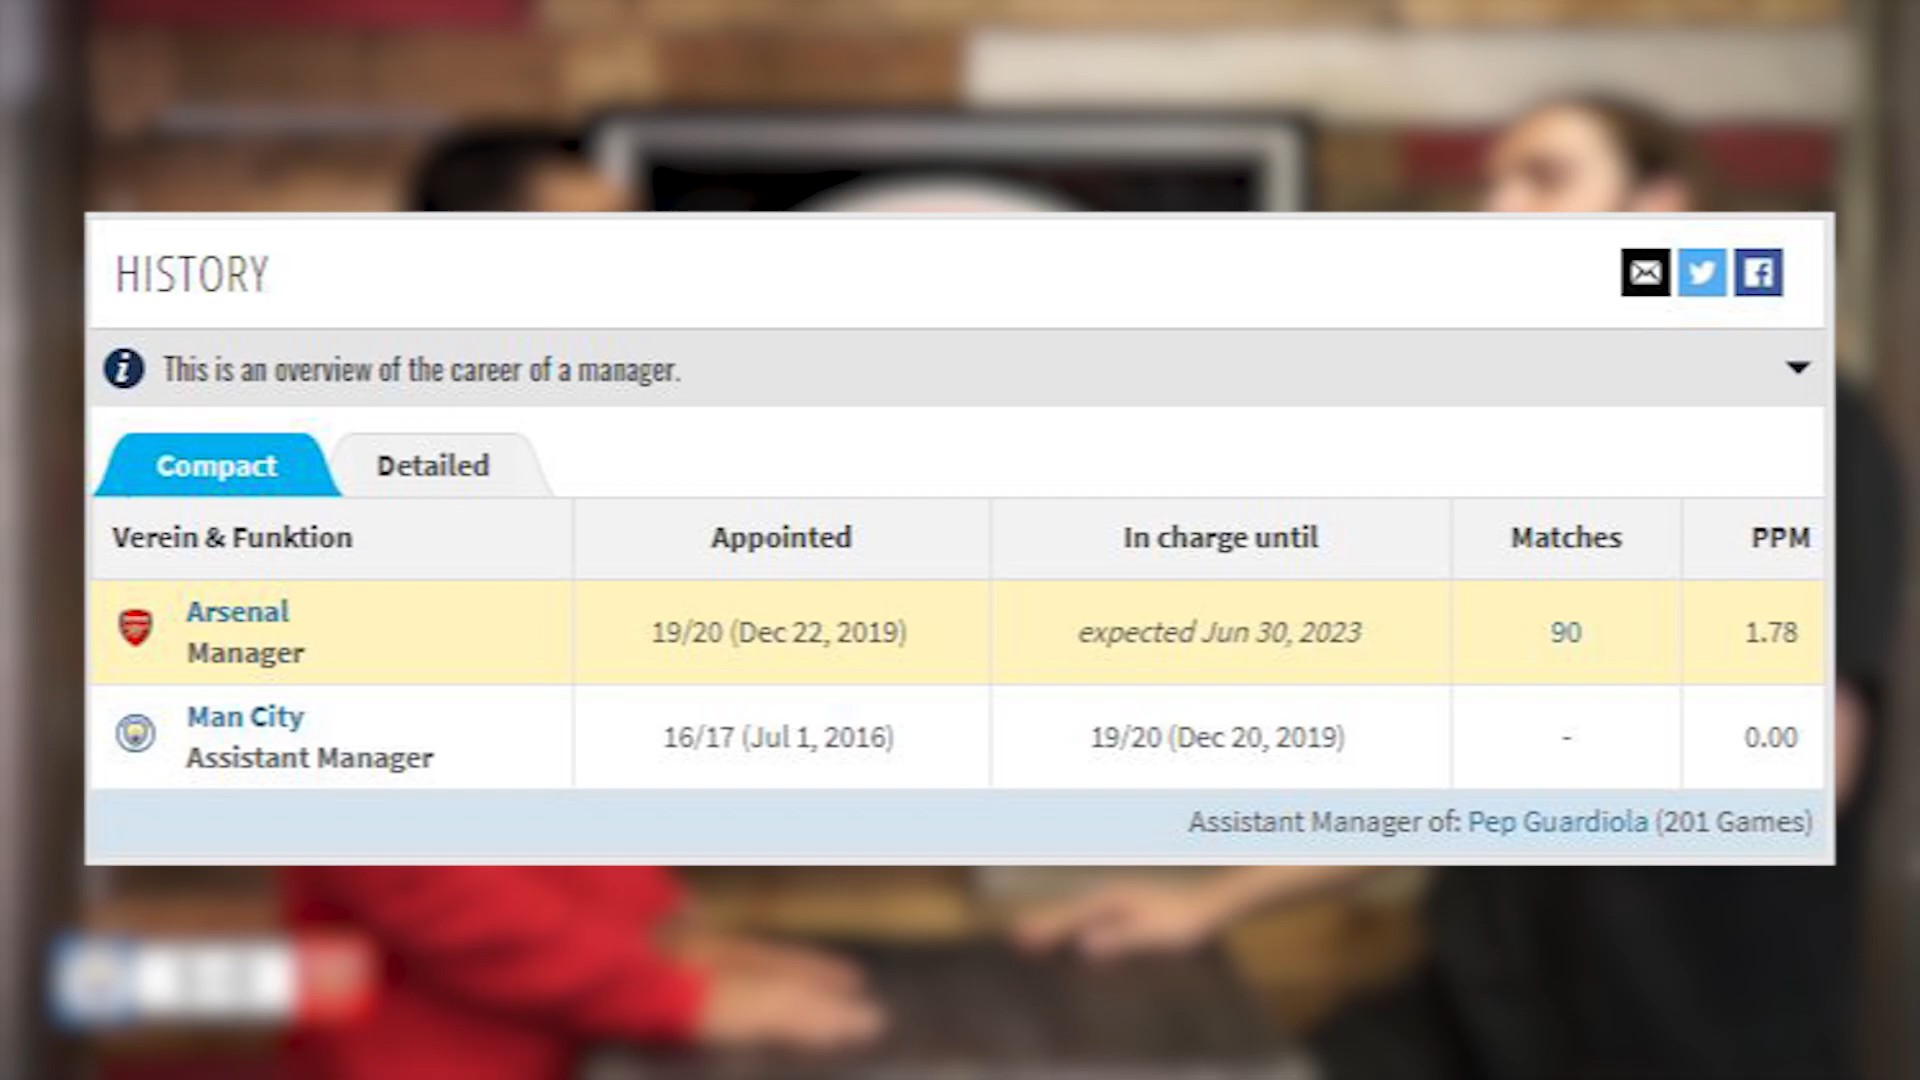 HISTORY
This is an overview of the career of a manager.
Compact Detailed
Verein & Funktion Appointed In charge until Matches PPM
Arsenal
Manager 19/20 (Dec 22, 2019) expected Jun 30, 2023 90 1.78
Man City
Assistant Manager 16/17 (Jul 1, 2016) 19/20 (Dec 20, 2019) - 0.00
Assistant Manager of: Pep Guardiola (201 Games)